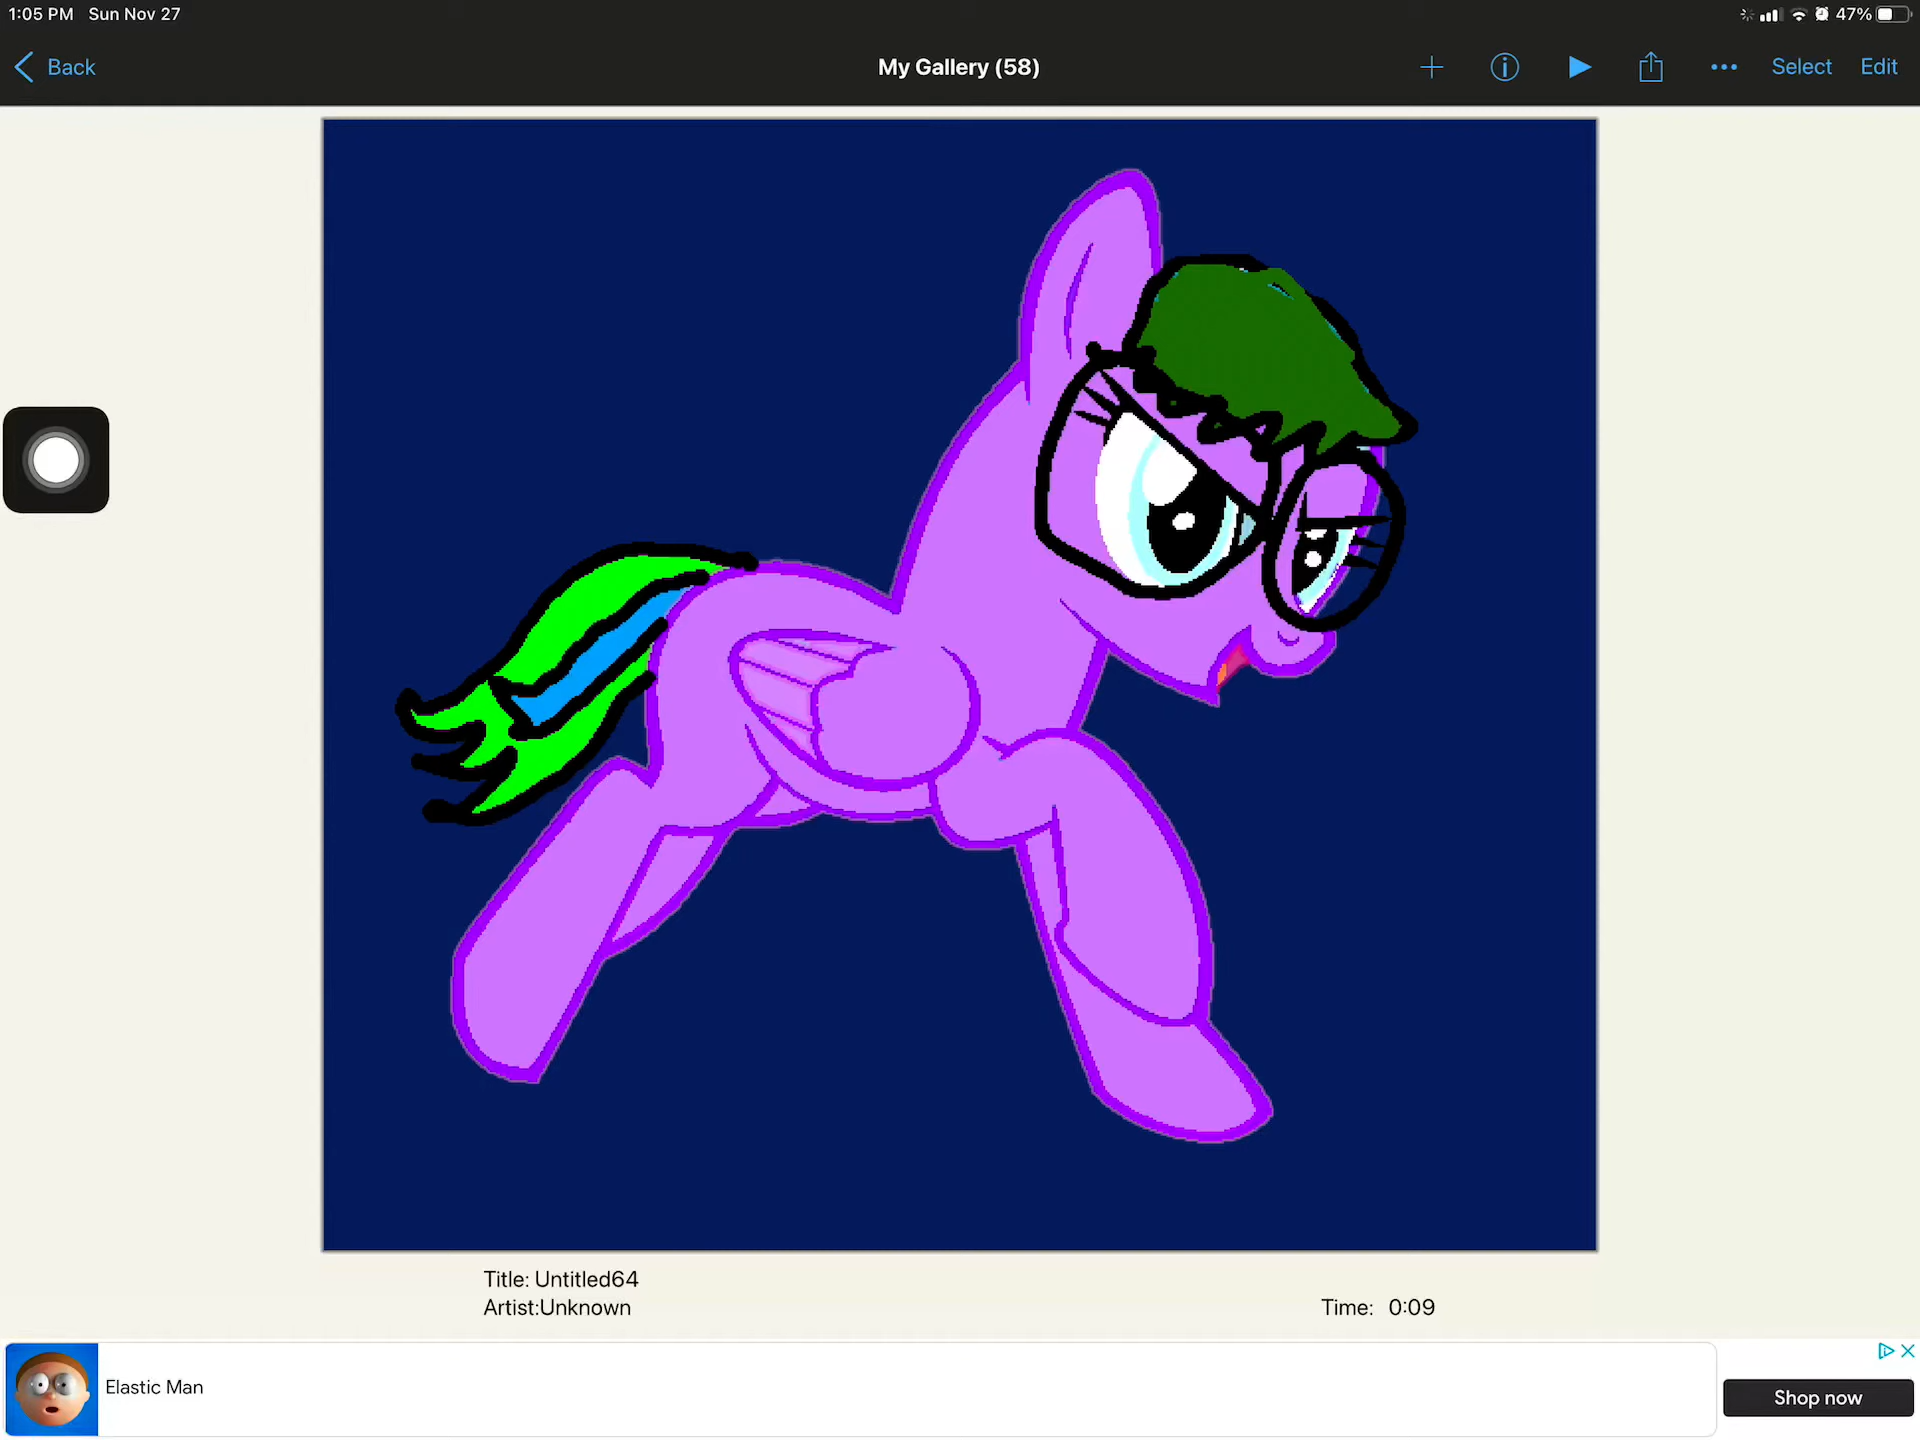 1:05 PM Sun Nov 27
47%
Back
My Gallery (58)
Select
Edit
Title: Untitled64
Artist:Unknown
Time: 0:09
Elastic Man
Shop now